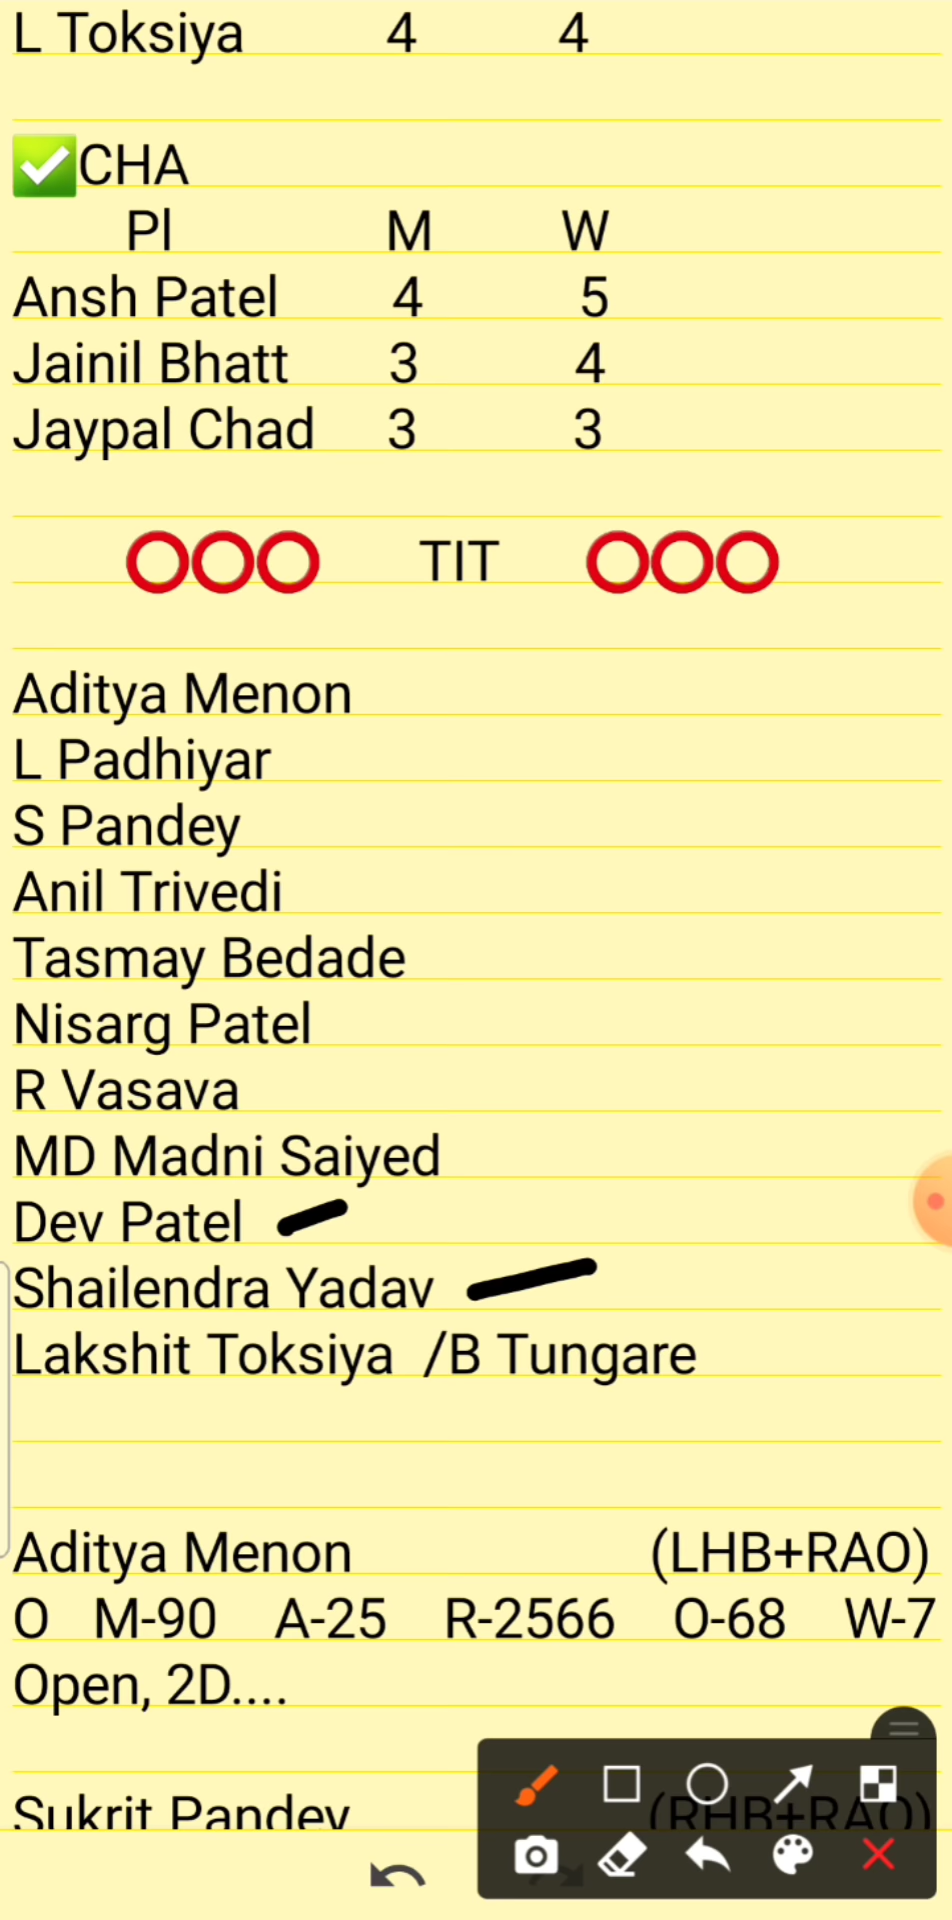 L Toksiya 4 4
✅CHA
Pl M W
Ansh Patel 4 5
Jainil Bhatt 3 4
Jaypal Chad 3 3
⭕⭕⭕ TIT ⭕⭕⭕
Aditya Menon
L Padhiyar
S Pandey
Anil Trivedi
Tasmay Bedade
Nisarg Patel
R Vasava
MD Madni Saiyed
Dev Patel
Shailendra Yadav
Lakshit Toksiya /B Tungare
Aditya Menon (LHB+RAO)
O M-90 A-25 R-2566 O-68 W-7
Open, 2D....
Sukrit Pandey (RHB+RAO)